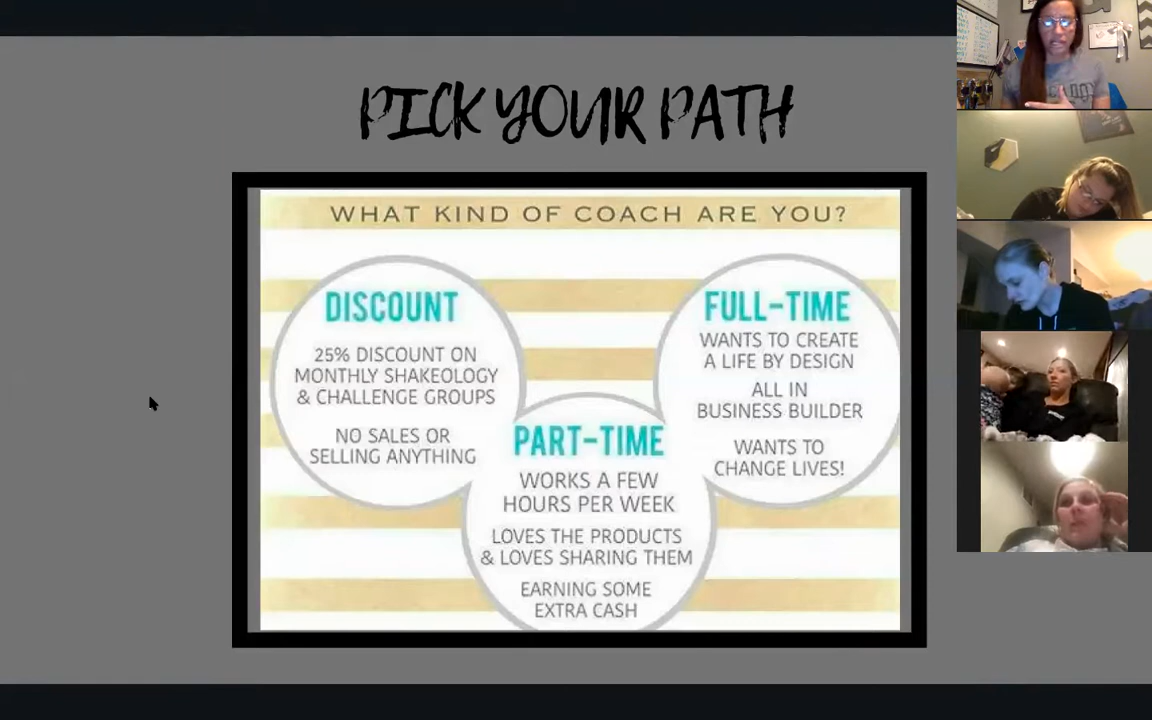 PICK YOUR PATH
WHAT KIND OF COACH ARE YOU?
DISCOUNT
25% DISCOUNT ON
MONTHLY SHAKEOLOGY
& CHALLENGE GROUPS
NO SALES OR
SELLING ANYTHING
PART-TIME
WORKS A FEW
HOURS PER WEEK
LOVES THE PRODUCTS
& LOVES SHARING THEM
EARNING SOME
EXTRA CASH
FULL-TIME
WANTS TO CREATE
A LIFE BY DESIGN
ALL IN
BUSINESS BUILDER
WANTS TO
CHANGE LIVES!